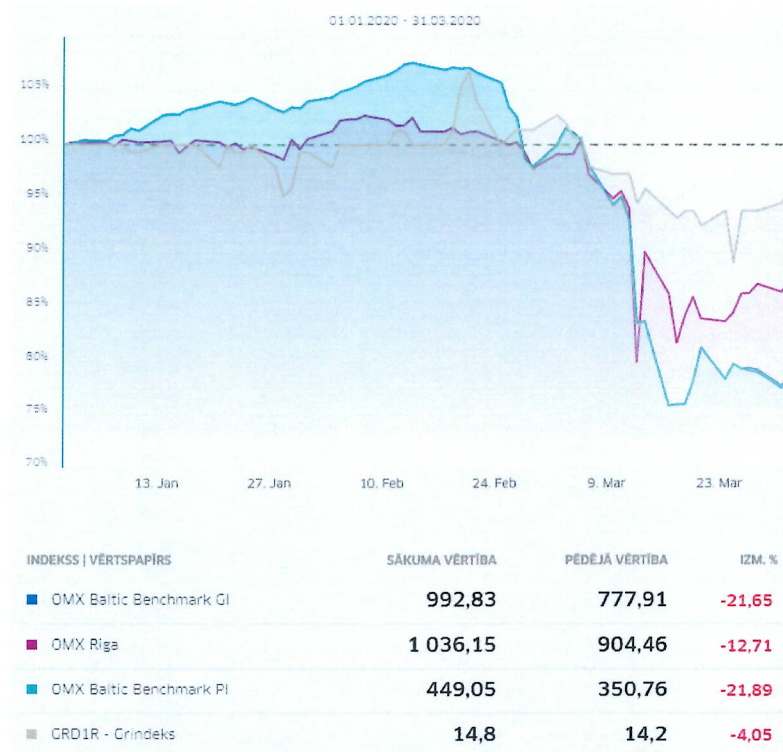 01.01.2020 - 31.03.2020
105%
100%
95%
90%
85%
80%
75%
70%
13. Jan 27. Jan 10. Feb 24. Feb 9. Mar 23. Mar
INDEKSS | VĒRTSPAPĪRS SĀKUMA VĒRTĪBA PĒDĒJĀ VĒRTĪBA IZM. %
OMX Baltic Benchmark GI 992,83 777,91 -21,65
OMX Riga 1 036,15 904,46 -12,71
OMX Baltic Benchmark PI 449,05 350,76 -21,89
GRD1R - Grindeks 14,8 14,2 -4,05